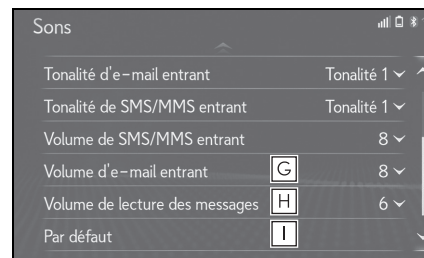 Sons
Tonalité d'e-mail entrant Tonalité 1
Tonalité de SMS/MMS entrant Tonalité 1
Volume de SMS/MMS entrant 8
Volume d'e-mail entrant G 8
Volume de lecture des messages H 6
Par défaut I